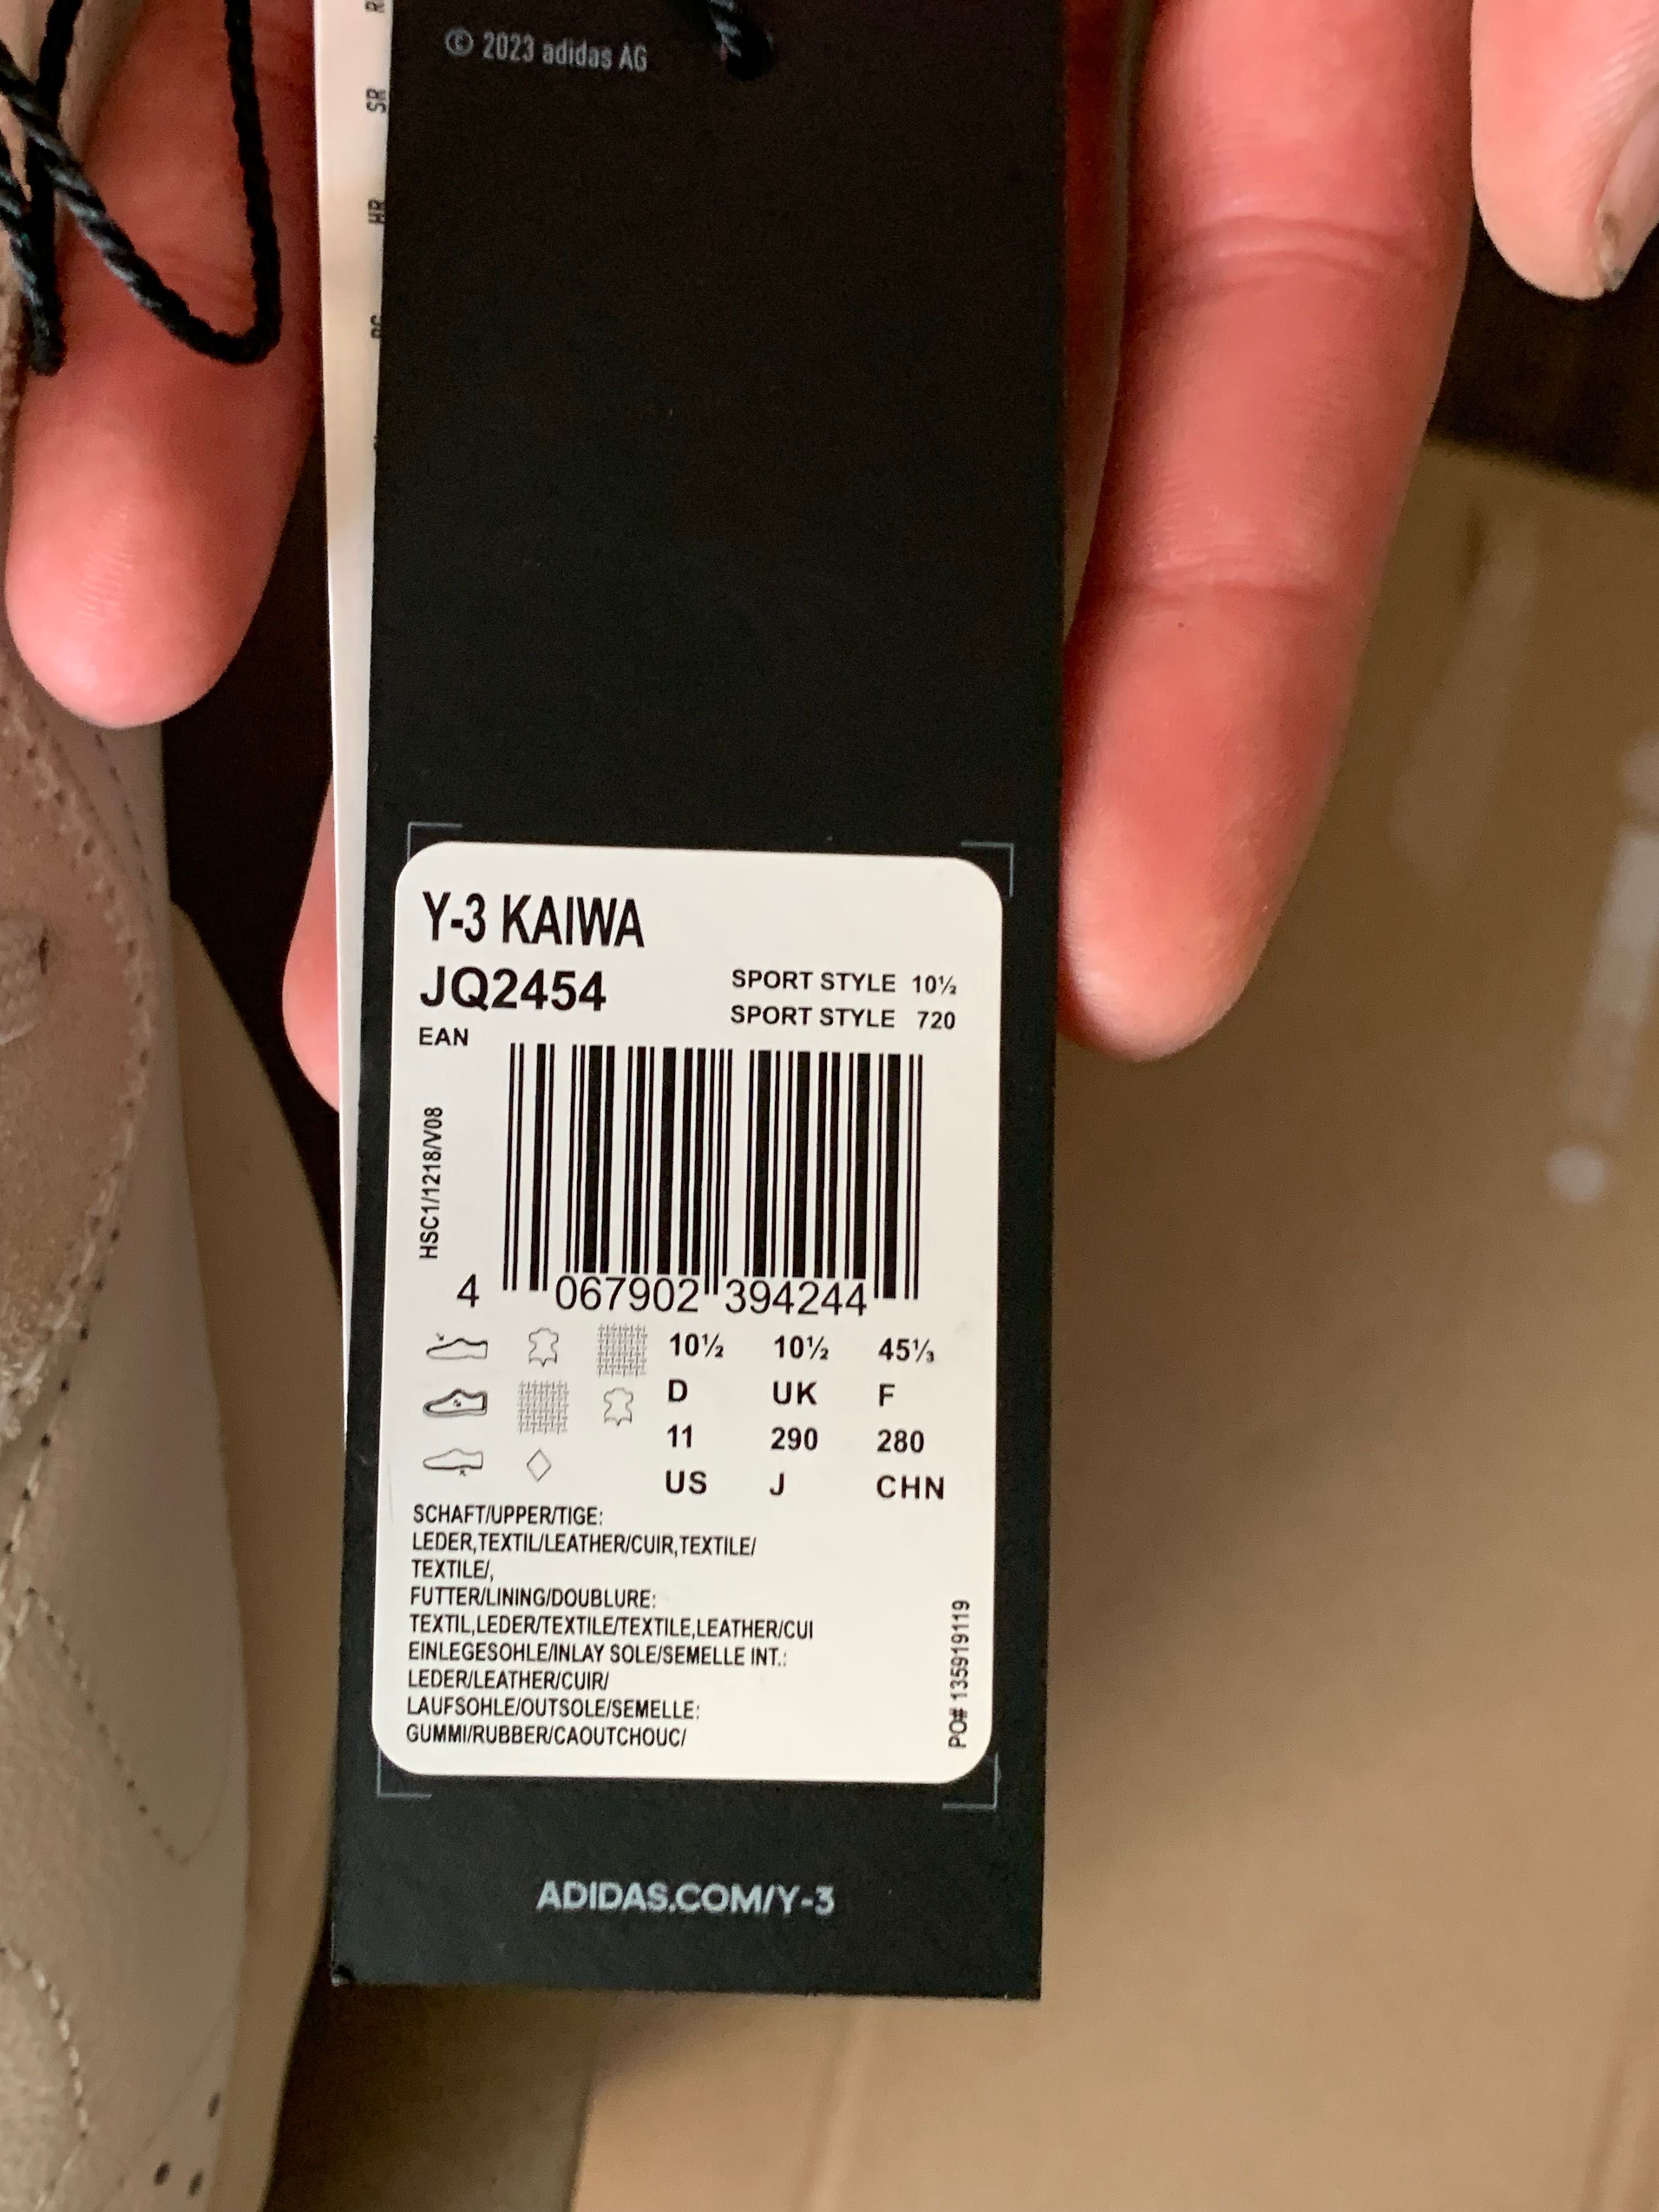 © 2023 adidas AG
SR
HR
Y-3 KAIWA
JQ2454
SPORT STYLE 10½
SPORT STYLE 720
EAN
HSC1/1218/V08
4 067902 394244
10½ 10½ 45⅓
D UK F
11 290 280
US J CHN
SCHAFT/UPPER/TIGE:
LEDER,TEXTIL/LEATHER/CUIR,TEXTILE/
TEXTILE/,
FUTTER/LINING/DOUBLURE:
TEXTIL,LEDER/TEXTILE/TEXTILE,LEATHER/CUI
EINLEGESOHLE/INLAY SOLE/SEMELLE INT.:
LEDER/LEATHER/CUIR/
LAUFSOHLE/OUTSOLE/SEMELLE:
GUMMI/RUBBER/CAOUTCHOUC/
PO# 135919119
ADIDAS.COM/Y-3